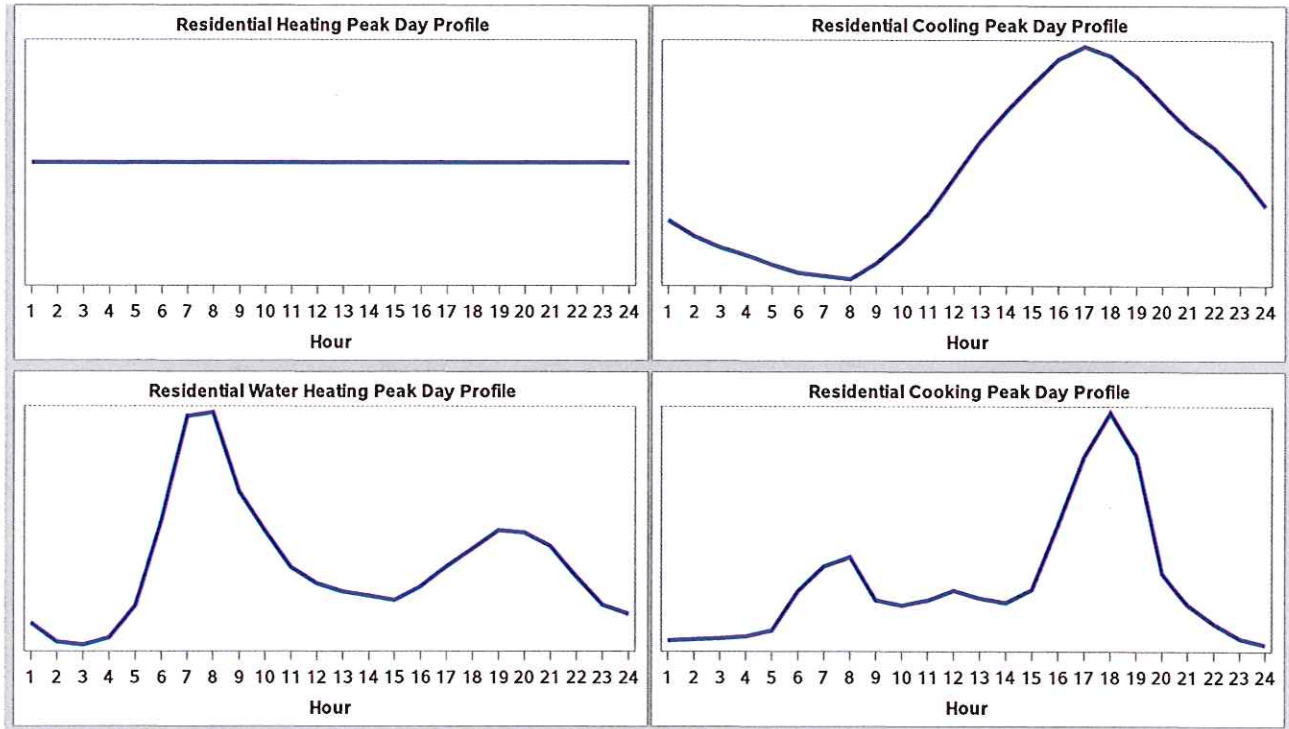 Residential Heating Peak Day Profile
1 2 3 4 5 6 7 8 9 10 11 12 13 14 15 16 17 18 19 20 21 22 23 24
Hour
Residential Cooling Peak Day Profile
1 2 3 4 5 6 7 8 9 10 11 12 13 14 15 16 17 18 19 20 21 22 23 24
Hour
Residential Water Heating Peak Day Profile
1 2 3 4 5 6 7 8 9 10 11 12 13 14 15 16 17 18 19 20 21 22 23 24
Hour
Residential Cooking Peak Day Profile
1 2 3 4 5 6 7 8 9 10 11 12 13 14 15 16 17 18 19 20 21 22 23 24
Hour